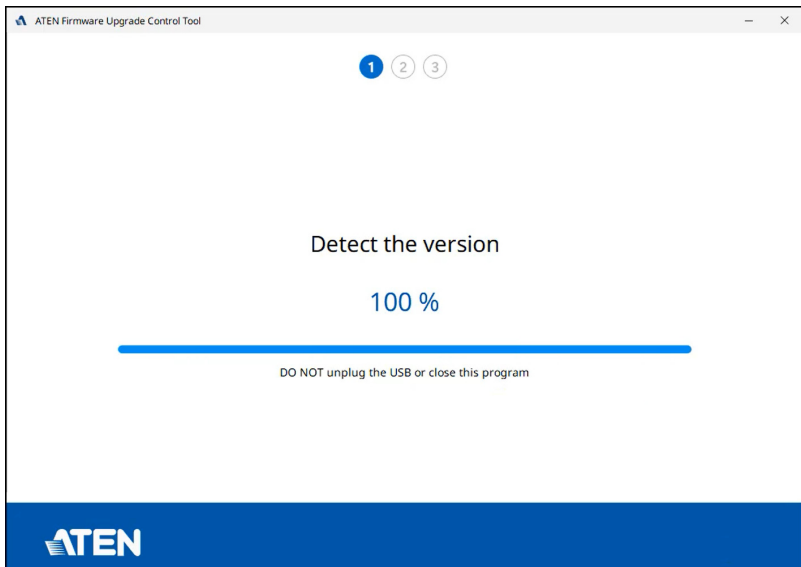 ATEN Firmware Upgrade Control Tool
1 2 3
Detect the version
100 %
DO NOT unplug the USB or close this program
ATEN